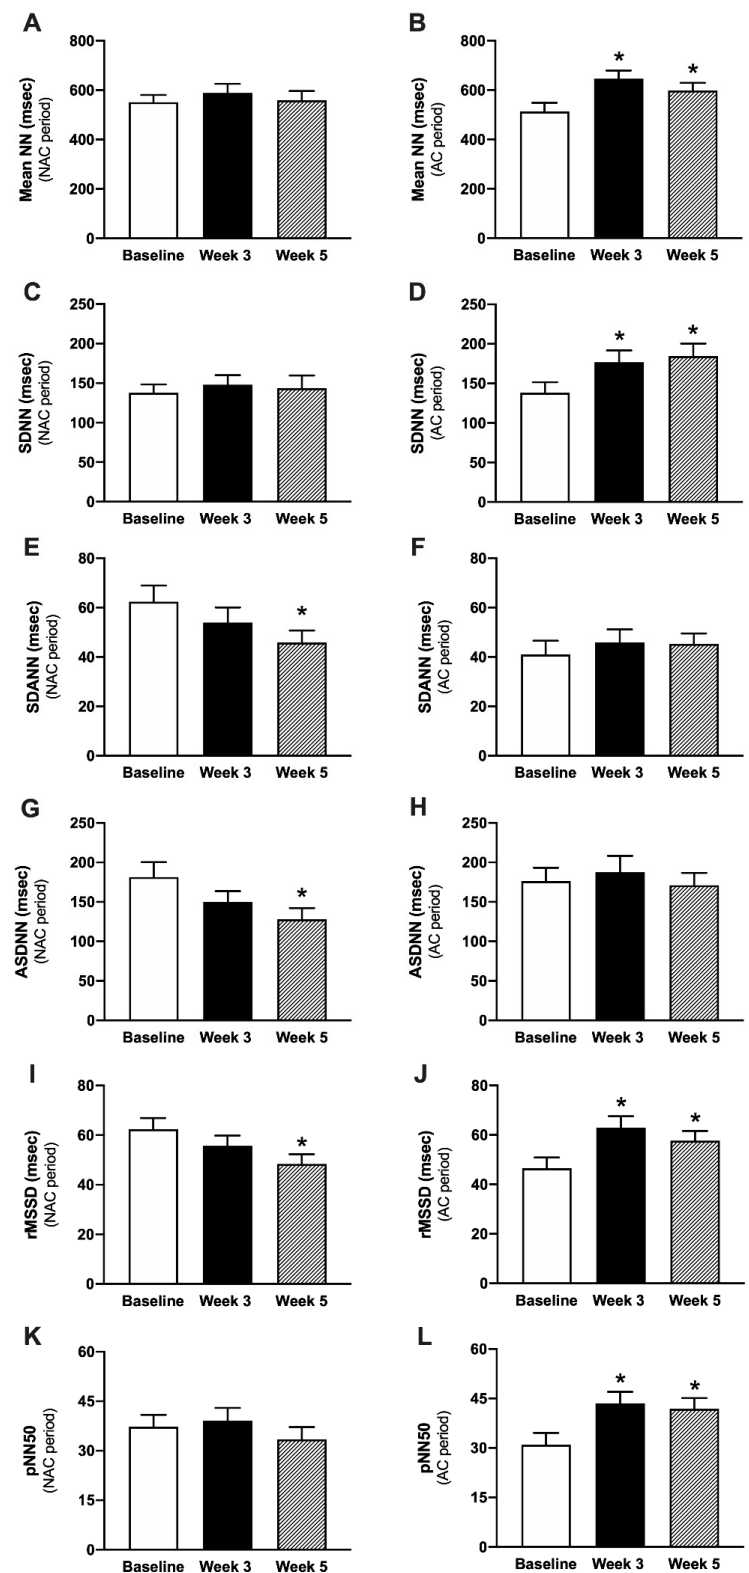 A
Mean NN (msec)
(NAC period)
800
600
400
200
0
Baseline Week 3 Week 5
B
Mean NN (msec)
(AC period)
800
600
400
200
0
*
*
Baseline Week 3 Week 5
C
SDNN (msec)
(NAC period)
250
200
150
100
50
0
Baseline Week 3 Week 5
D
SDNN (msec)
(AC period)
250
200
150
100
50
0
*
*
Baseline Week 3 Week 5
E
SDANN (msec)
(NAC period)
80
60
40
20
0
*
Baseline Week 3 Week 5
F
SDANN (msec)
(AC period)
80
60
40
20
0
Baseline Week 3 Week 5
G
ASDNN (msec)
(NAC period)
250
200
150
100
50
0
*
Baseline Week 3 Week 5
H
ASDNN (msec)
(AC period)
250
200
150
100
50
0
Baseline Week 3 Week 5
I
rMSSD (msec)
(NAC period)
80
60
40
20
0
*
Baseline Week 3 Week 5
J
rMSSD (msec)
(AC period)
80
60
40
20
0
*
*
Baseline Week 3 Week 5
K
pNN50
(NAC period)
60
45
30
15
0
Baseline Week 3 Week 5
L
pNN50
(AC period)
60
45
30
15
0
*
*
Baseline Week 3 Week 5